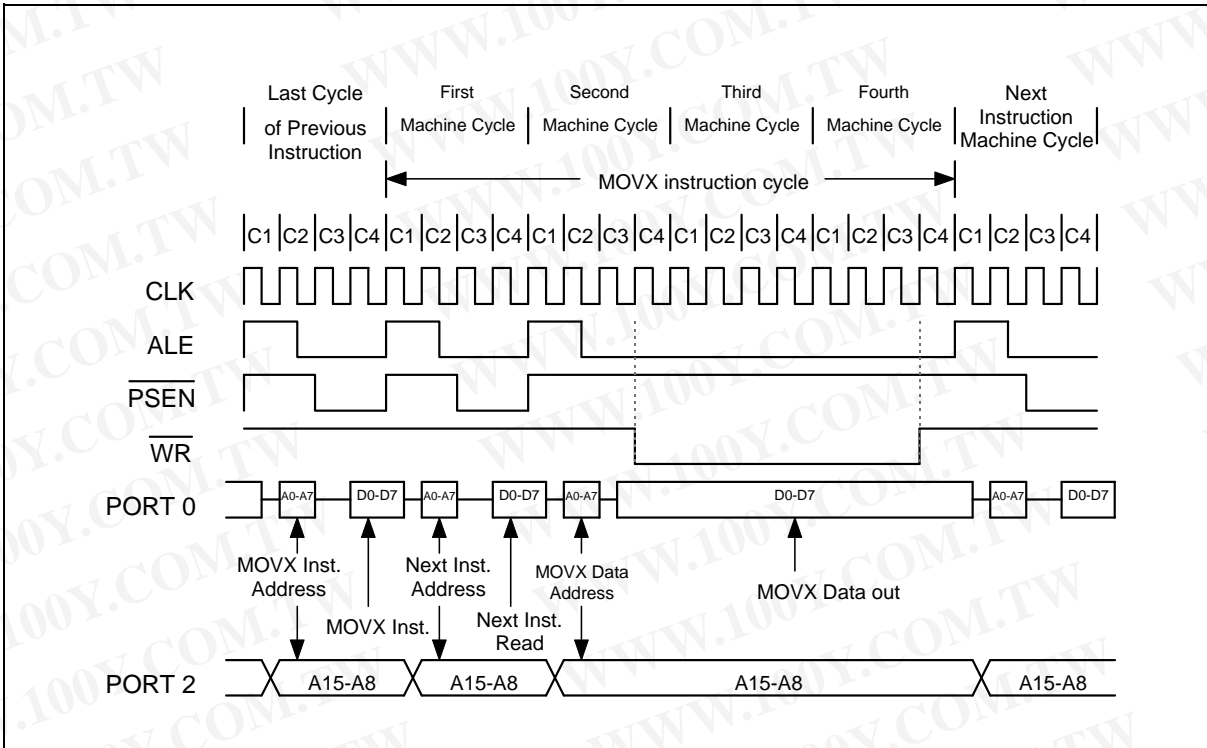 WWW.100Y.COM.TW
Last Cycle of Previous Instruction
First Machine Cycle
Second Machine Cycle
Third Machine Cycle
Fourth Machine Cycle
Next Instruction Machine Cycle
MOVX instruction cycle
C1 C2 C3 C4 C1 C2 C3 C4 C1 C2 C3 C4 C1 C2 C3 C4 C1 C2 C3 C4 C1 C2 C3 C4
CLK
ALE
PSEN
WR
PORT 0
A0-A7 D0-D7 A0-A7 D0-D7 A0-A7 D0-D7 A0-A7 D0-D7
MOVX Inst. Address
MOVX Inst.
Next Inst. Address
Next Inst. Read
MOVX Data Address
MOVX Data out
PORT 2
A15-A8 A15-A8 A15-A8 A15-A8